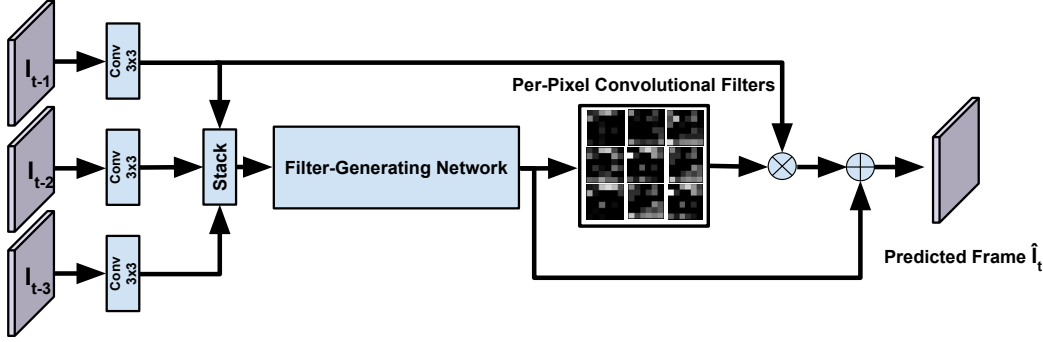 I t-1
Conv 3x3
Per-Pixel Convolutional Filters
I t-2
Conv 3x3
Stack
Filter-Generating Network
I t-3
Conv 3x3
Predicted Frame Î t